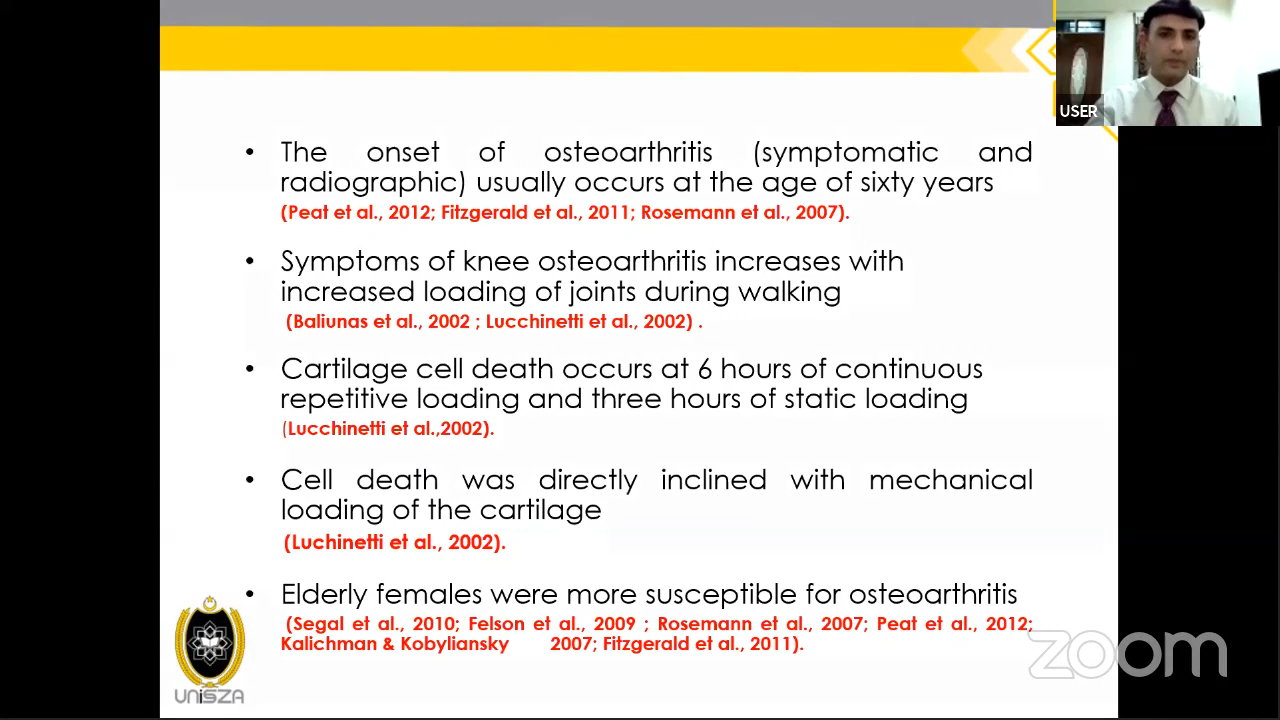 USER
• The onset of osteoarthritis (symptomatic and
radiographic) usually occurs at the age of sixty years
(Peat et al., 2012; Fitzgerald et al., 2011; Rosemann et al., 2007).
• Symptoms of knee osteoarthritis increases with
increased loading of joints during walking
(Baliunas et al., 2002 ; Lucchinetti et al., 2002) .
• Cartilage cell death occurs at 6 hours of continuous
repetitive loading and three hours of static loading
(Lucchinetti et al.,2002).
• Cell death was directly inclined with mechanical
loading of the cartilage
(Luchinetti et al., 2002).
• Elderly females were more susceptible for osteoarthritis
(Segal et al., 2010; Felson et al., 2009 ; Rosemann et al., 2007; Peat et al., 2012;
Kalichman & Kobyliansky 2007; Fitzgerald et al., 2011).
UNiSZA
zoom